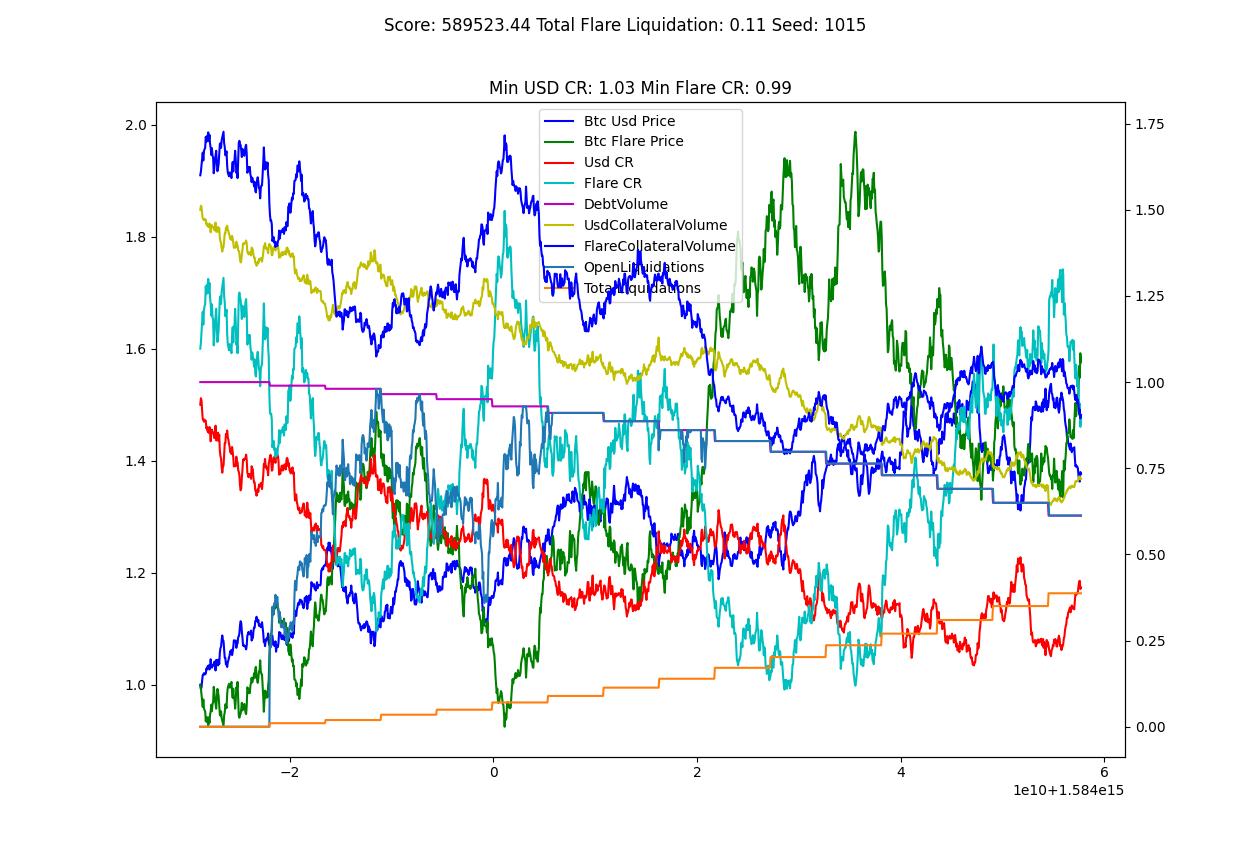 Score: 589523.44 Total Flare Liquidation: 0.11 Seed: 1015
Min USD CR: 1.03 Min Flare CR: 0.99
Btc Usd Price
Btc Flare Price
Usd CR
Flare CR
DebtVolume
UsdCollateralVolume
FlareCollateralVolume
OpenLiquidations
TotalLiquidations
2.0
1.8
1.6
1.4
1.2
1.0
1.75
1.50
1.25
1.00
0.75
0.50
0.25
0.00
−2 0 2 4 6
1e10+1.584e15